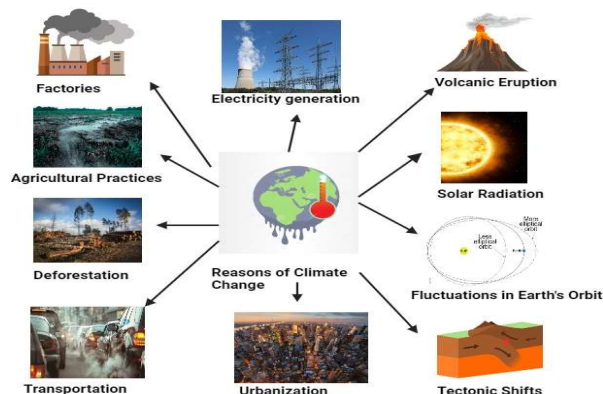 Factories
Electricity generation
Volcanic Eruption
Agricultural Practices
Solar Radiation
Deforestation
More
elliptical
orbit
Less
elliptical
orbit
Reasons of Climate
Change
Fluctuations in Earth's Orbit
Transportation
Urbanization
Tectonic Shifts